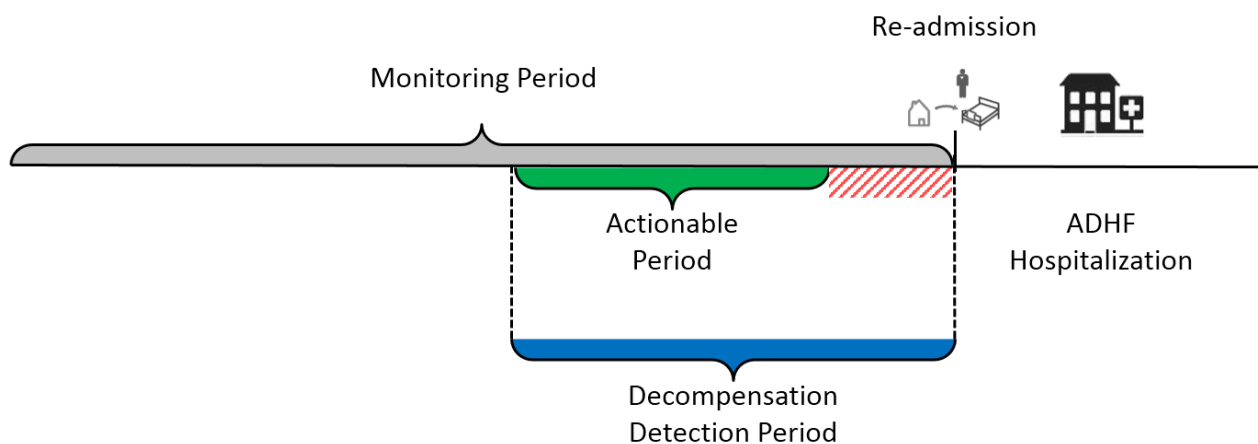 Re-admission
Monitoring Period
Actionable
Period
ADHF
Hospitalization
Decompensation
Detection Period